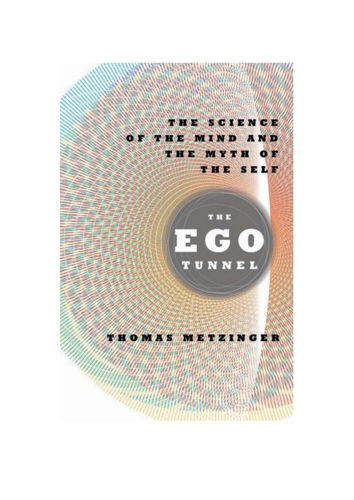 THE SCIENCE
OF THE MIND AND
THE MYTH OF
THE SELF
THE
EGO
TUNNEL
THOMAS METZINGER